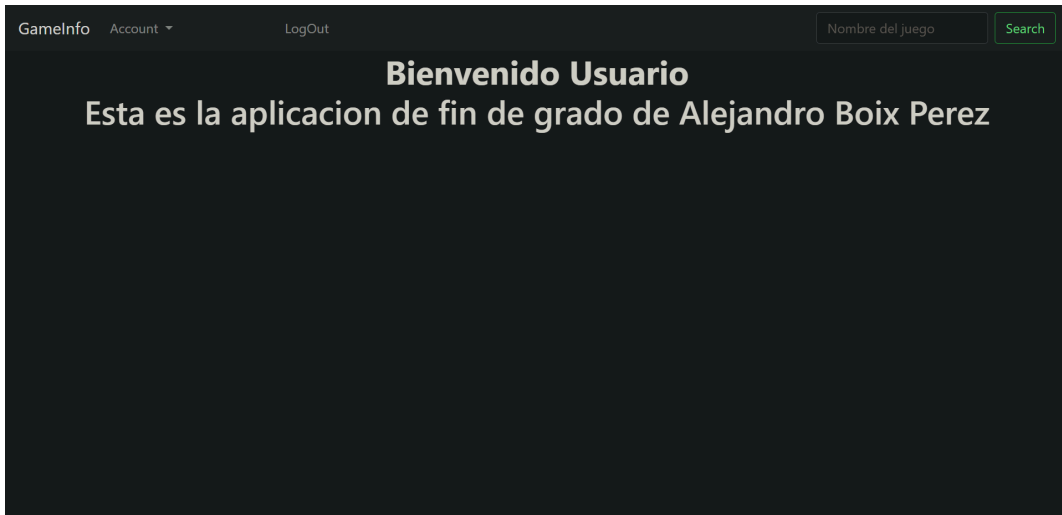 GameInfo Account LogOut Nombre del juego Search
Bienvenido Usuario
Esta es la aplicacion de fin de grado de Alejandro Boix Perez